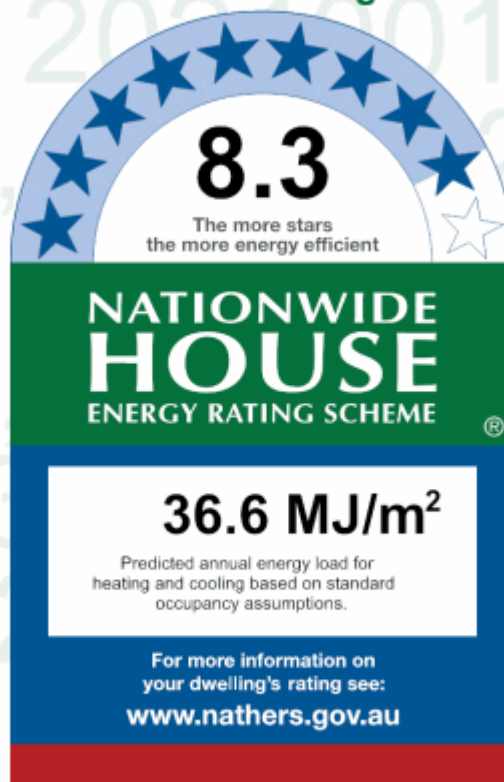 8.3
The more stars
the more energy efficient
NATIONWIDE
HOUSE
ENERGY RATING SCHEME
®
36.6 MJ/m²
Predicted annual energy load for
heating and cooling based on standard
occupancy assumptions.
For more information on
your dwelling's rating see:
www.nathers.gov.au